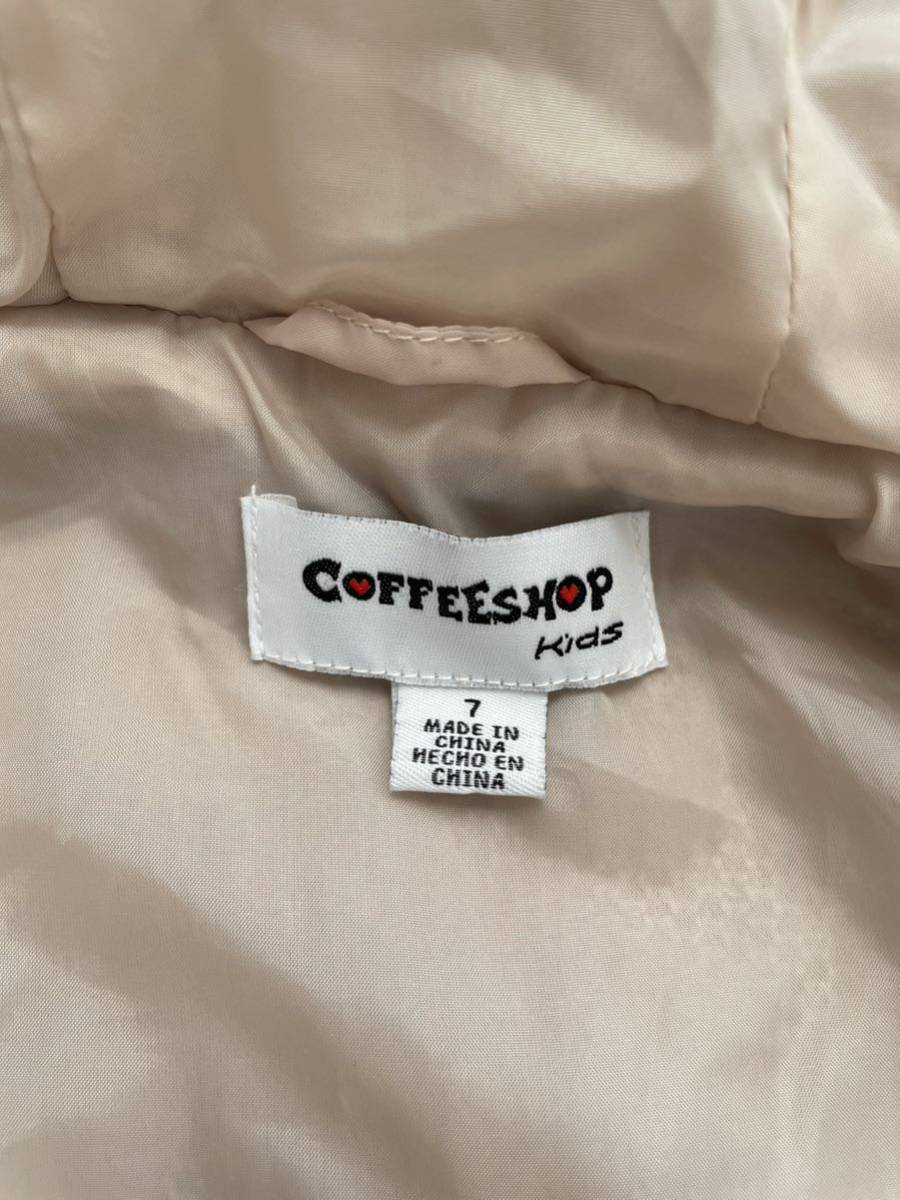 COFFEESHOP
Kids
7
MADE IN
CHINA
HECHO EN
CHINA